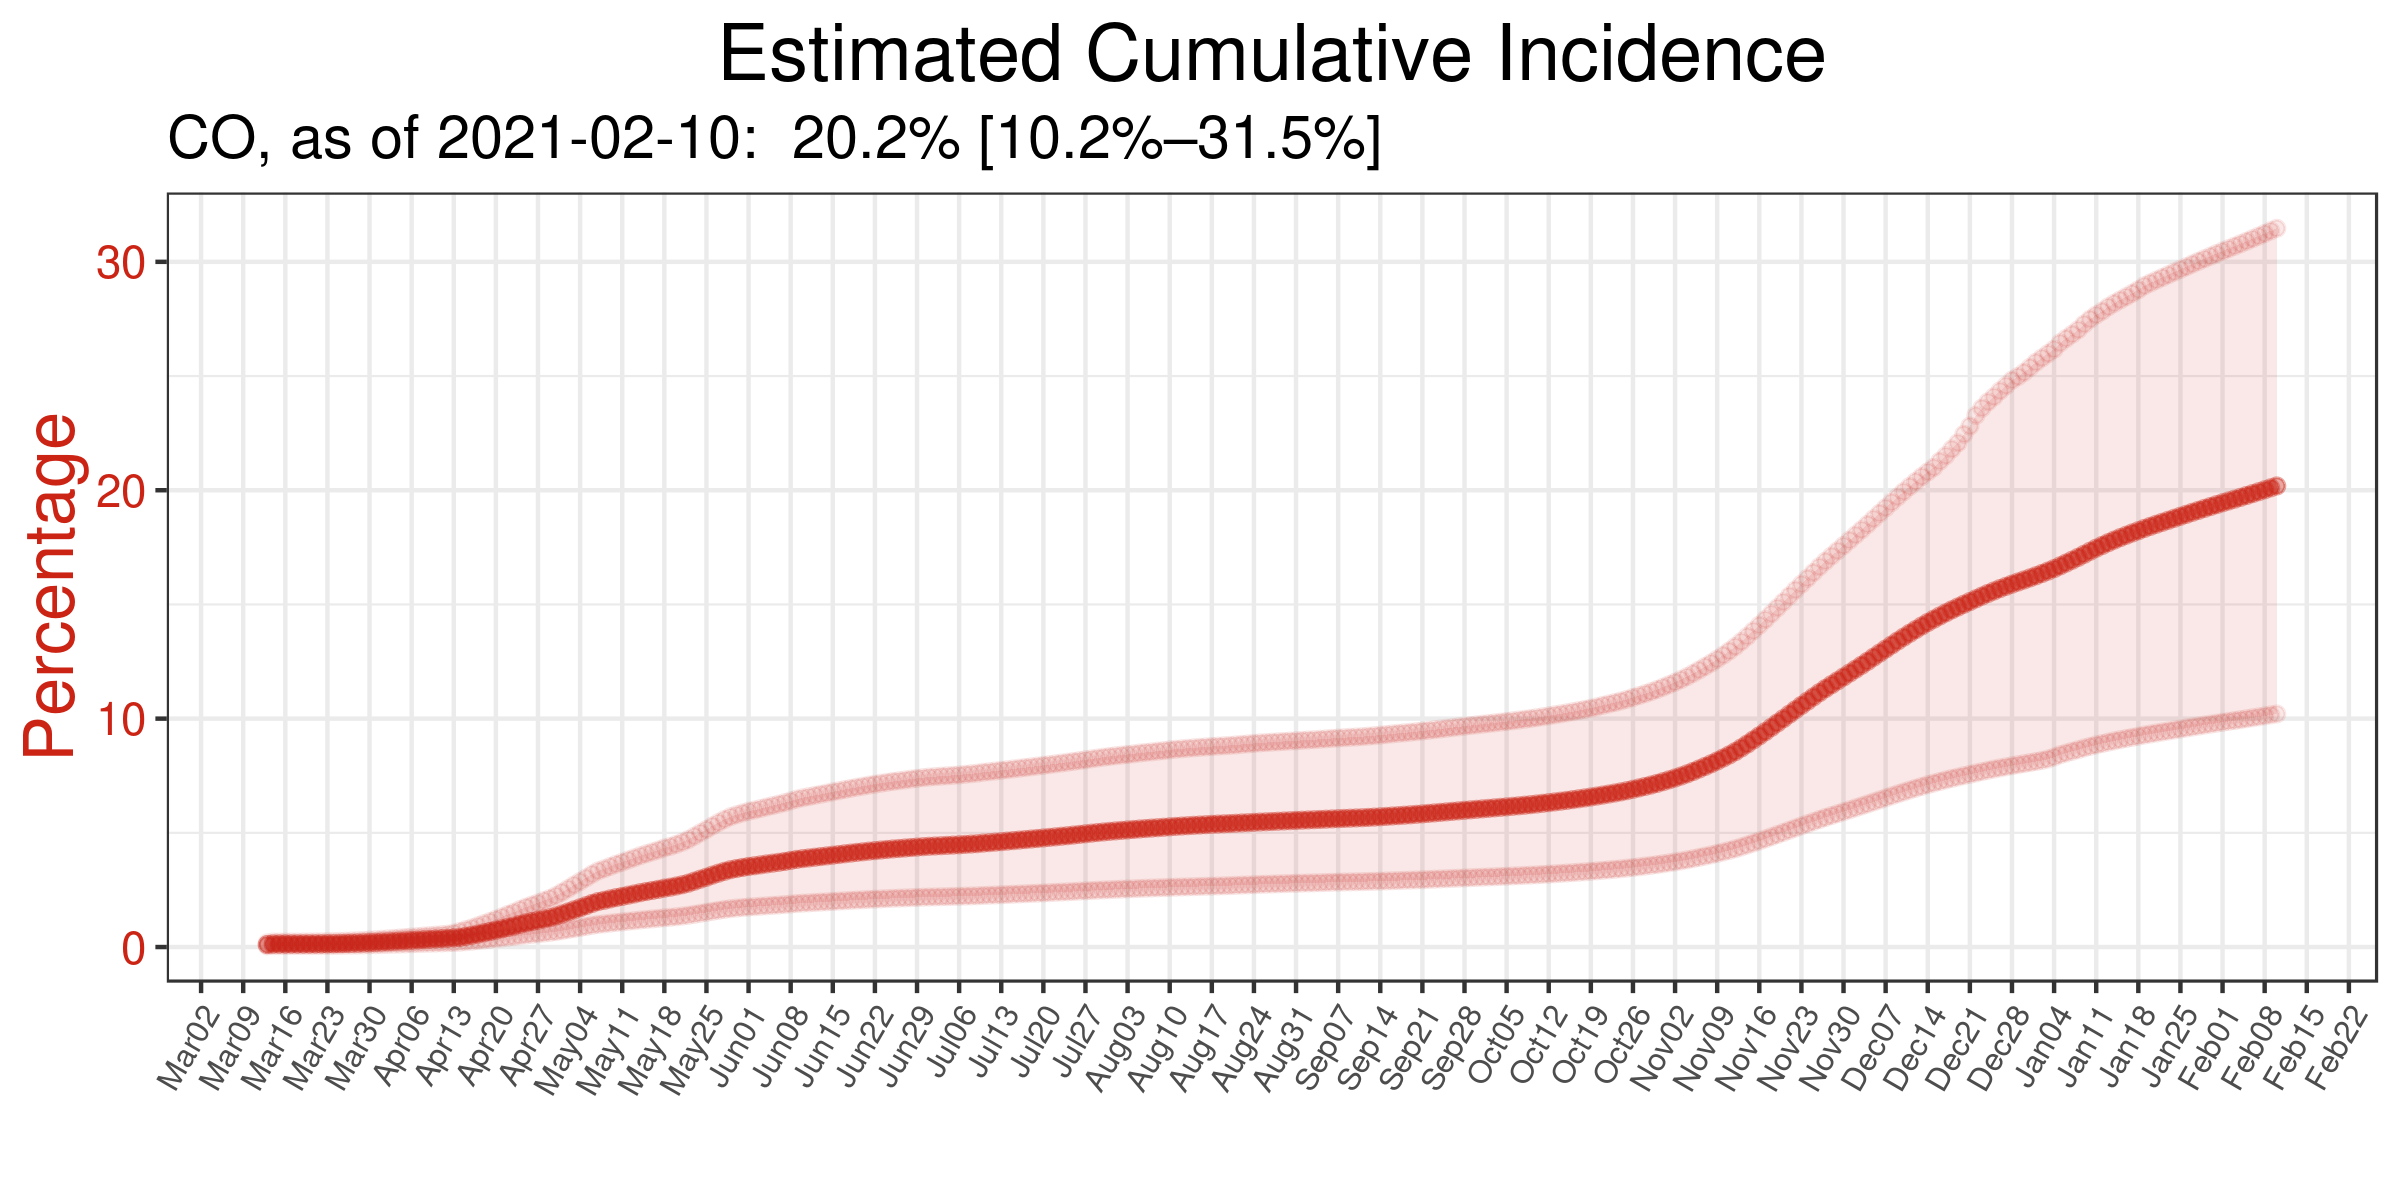 Estimated Cumulative Incidence
CO, as of 2021-02-10:  20.2% [10.2%–31.5%]
Percentage
30
20
10
0
Mar02 Mar09 Mar16 Mar23 Mar30 Apr06 Apr13 Apr20 Apr27 May04 May11 May18 May25 Jun01 Jun08 Jun15 Jun22 Jun29 Jul06 Jul13 Jul20 Jul27 Aug03 Aug10 Aug17 Aug24 Aug31 Sep07 Sep14 Sep21 Sep28 Oct05 Oct12 Oct19 Oct26 Nov02 Nov09 Nov16 Nov23 Nov30 Dec07 Dec14 Dec21 Dec28 Jan04 Jan11 Jan18 Jan25 Feb01 Feb08 Feb15 Feb22